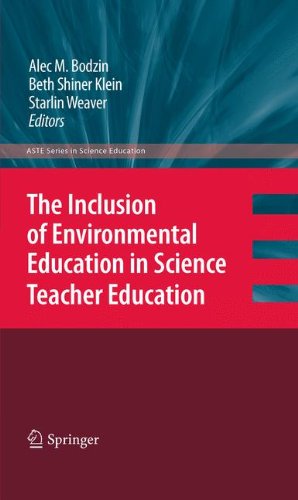 Alec M. Bodzin
Beth Shiner Klein
Starlin Weaver
Editors
ASTE Series in Science Education
The Inclusion
of Environmental
Education in Science
Teacher Education
Springer